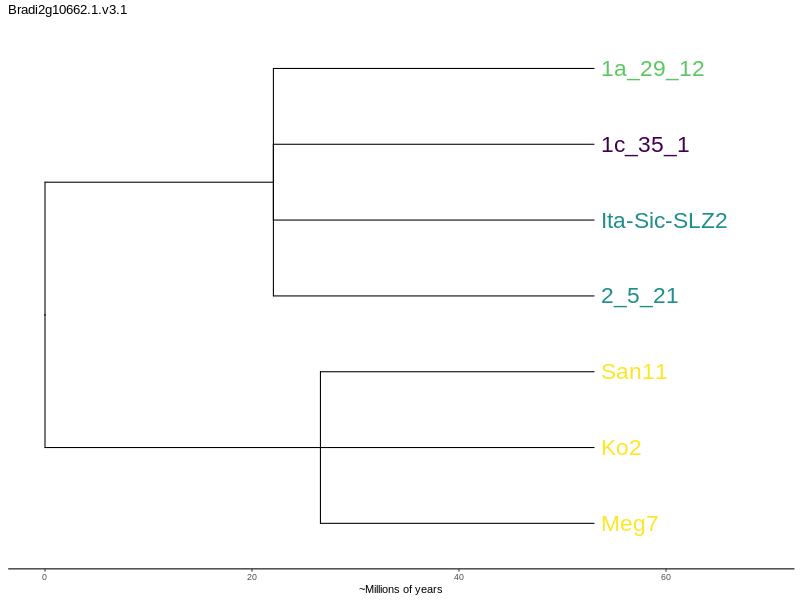 Bradi2g10662.1.v3.1
1a_29_12
1c_35_1
Ita-Sic-SLZ2
2_5_21
San11
Ko2
Meg7
0 20 40 60
~Millions of years